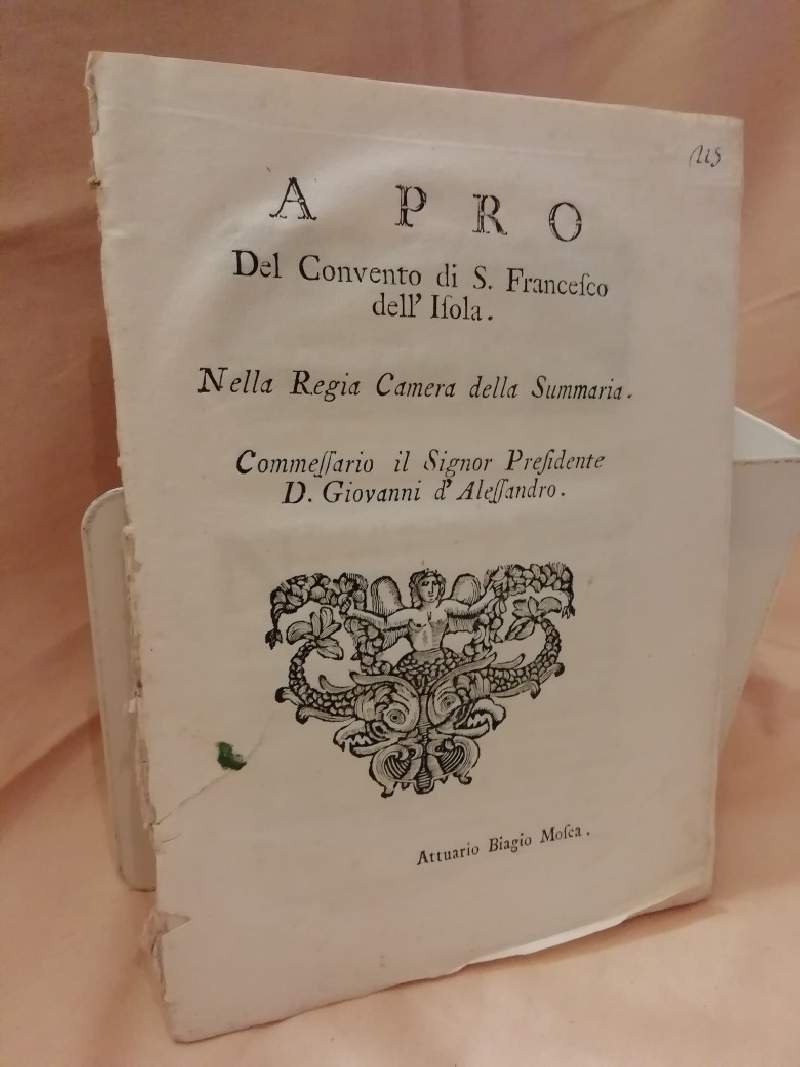 A PRO
Del Convento di S. Franceſco
dell' Iſola.
Nella Regia Camera della Summaria.
Commeſſario il Signor Preſidente
D. Giovanni d' Aleſſandro.
Attuario Biagio Moſca.